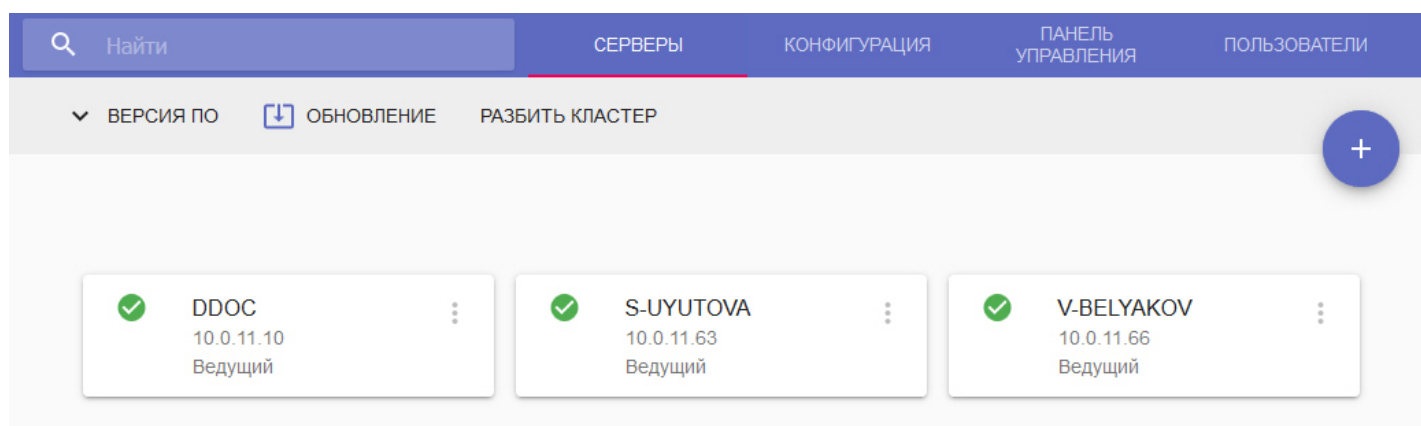 Найти
СЕРВЕРЫ
КОНФИГУРАЦИЯ
ПАНЕЛЬ
УПРАВЛЕНИЯ
ПОЛЬЗОВАТЕЛИ
ВЕРСИЯ ПО
ОБНОВЛЕНИЕ
РАЗБИТЬ КЛАСТЕР
DDOC
10.0.11.10
Ведущий
S-UYUTOVA
10.0.11.63
Ведущий
V-BELYAKOV
10.0.11.66
Ведущий